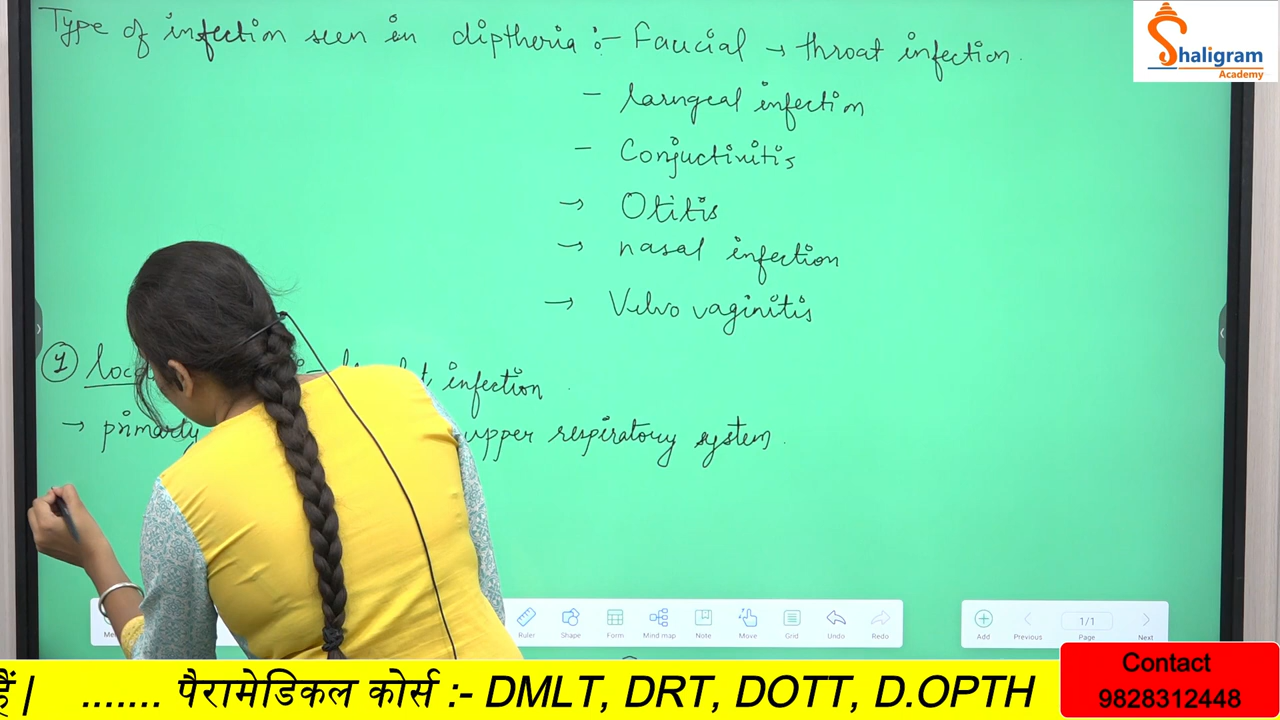 Type of infection seen in diptheria :- Faucial → throat infection.
Shaligram
Academy
- laryngeal infection
- Conjuctivitis
→ Otitis
→ nasal infection
→ Vulvo vaginitis
1 infection
→ primarty upper respiratory system.
Ruler Shape Form Mind map Note Move Grid Undo Redo
Add Previous 1/1 Page Next
हैं | ....... पैरामेडिकल कोर्स :- DMLT, DRT, DOTT, D.OPTH
Contact
9828312448